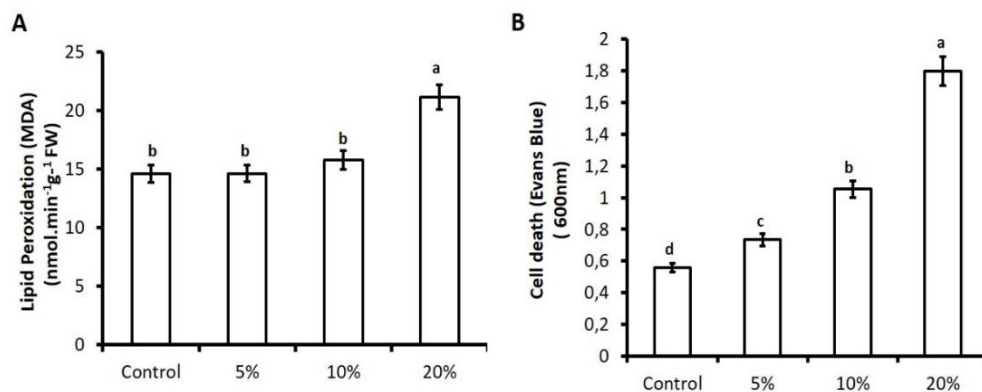 A
Lipid Peroxidation (MDA)
(nmol.min⁻¹g⁻¹ FW)
25
20
15
10
5
0
b
b
b
a
Control
5%
10%
20%
B
Cell death (Evans Blue)
( 600nm)
2
1,8
1,6
1,4
1,2
1
0,8
0,6
0,4
0,2
0
d
c
b
a
Control
5%
10%
20%